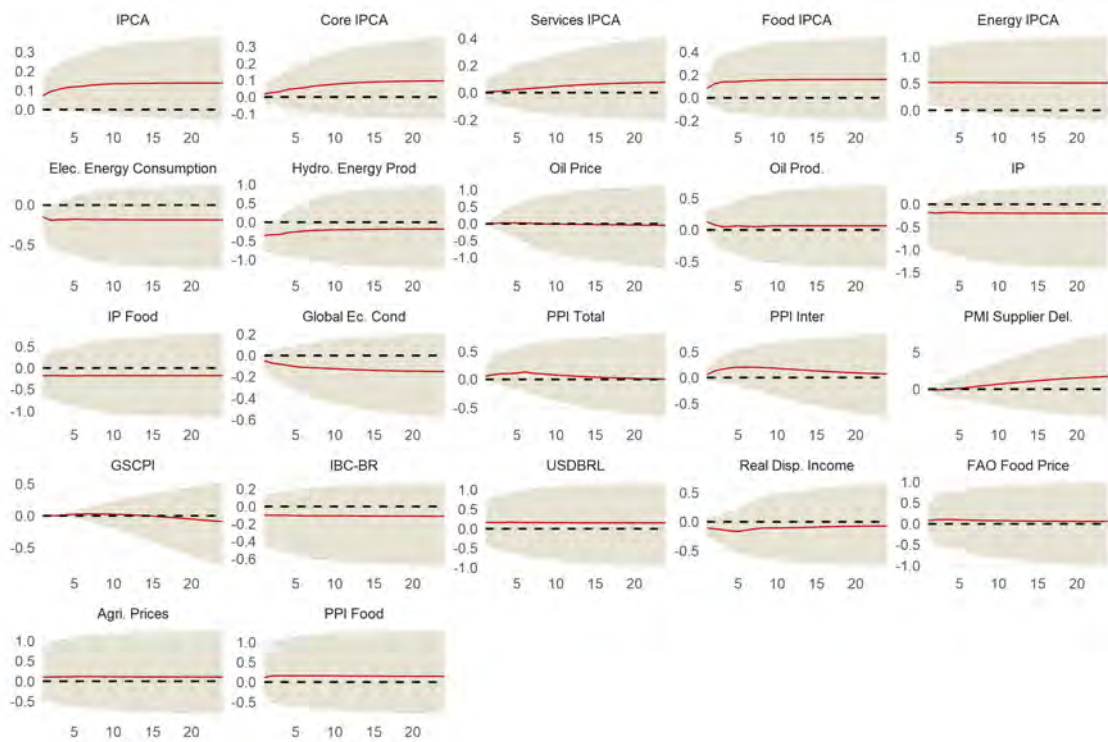 IPCA Core IPCA Services IPCA Food IPCA Energy IPCA
0.3 0.2 0.1 0.0
0.3 0.2 0.1 0.0 -0.1
0.4 0.2 0.0 -0.2
0.4 0.2 0.0 -0.2
1.0 0.5 0.0
5 10 15 20 5 10 15 20 5 10 15 20 5 10 15 20 5 10 15 20
Elec. Energy Consumption Hydro. Energy Prod Oil Price Oil Prod. IP
0.0 -0.5
1.0 0.5 0.0 -0.5 -1.0
1.0 0.5 0.0 -0.5 -1.0
0.5 0.0 -0.5
0.0 -0.5 -1.0 -1.5
5 10 15 20 5 10 15 20 5 10 15 20 5 10 15 20 5 10 15 20
IP Food Global Ec. Cond PPI Total PPI Inter PMI Supplier Del.
0.5 0.0 -0.5 -1.0
0.2 0.0 -0.2 -0.4 -0.6
0.5 0.0 -0.5
0.5 0.0 -0.5
5 0
5 10 15 20 5 10 15 20 5 10 15 20 5 10 15 20 5 10 15 20
GSCPI IBC-BR USDBRL Real Disp. Income FAO Food Price
0.5 0.0 -0.5
0.2 0.0 -0.2 -0.4 -0.6
1.0 0.5 0.0 -0.5 -1.0
0.5 0.0 -0.5
1.0 0.5 0.0 -0.5 -1.0
5 10 15 20 5 10 15 20 5 10 15 20 5 10 15 20 5 10 15 20
Agri. Prices PPI Food
1.0 0.5 0.0 -0.5
1.0 0.5 0.0 -0.5
5 10 15 20 5 10 15 20